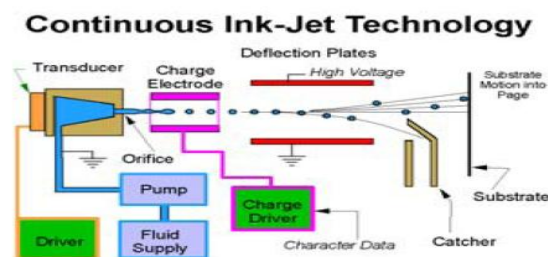 Continuous Ink-Jet Technology
Deflection Plates
Transducer
Charge
Electrode
High Voltage
Substrate
Motion into
Page
Orifice
Pump
Fluid
Supply
Driver
Charge
Driver
Character Data
Catcher
Substrate